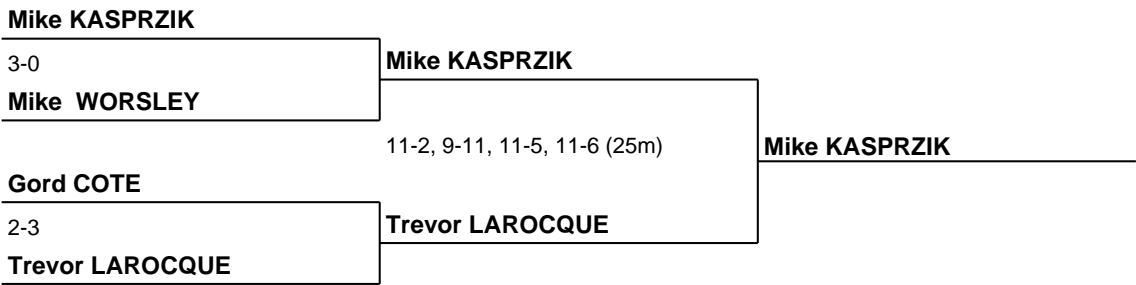 Mike KASPRZIK
3-0
Mike KASPRZIK
Mike  WORSLEY
11-2, 9-11, 11-5, 11-6 (25m)
Mike KASPRZIK
Gord COTE
2-3
Trevor LAROCQUE
Trevor LAROCQUE